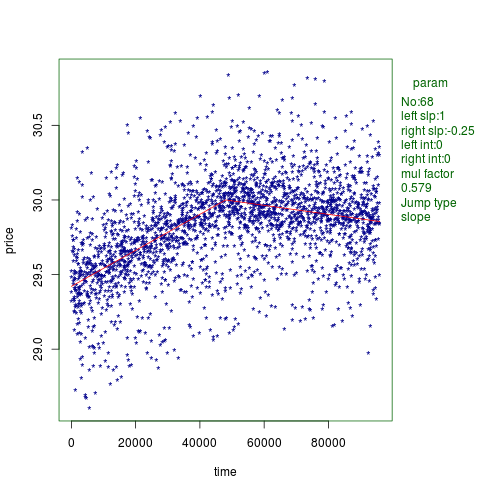 param
No:68
left slp:1
right slp:-0.25
left int:0
right int:0
mul factor
0.579
Jump type
slope
price
30.5
30.0
29.5
29.0
0 20000 40000 60000 80000
time